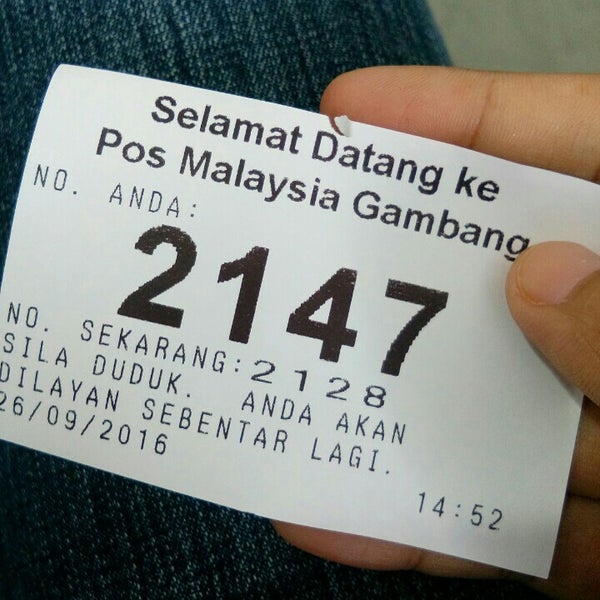 Selamat Datang ke
Pos Malaysia Gambang
NO. ANDA:
2147
NO. SEKARANG:2128
SILA DUDUK. ANDA AKAN
DILAYAN SEBENTAR LAGI.
26/09/2016 14:52